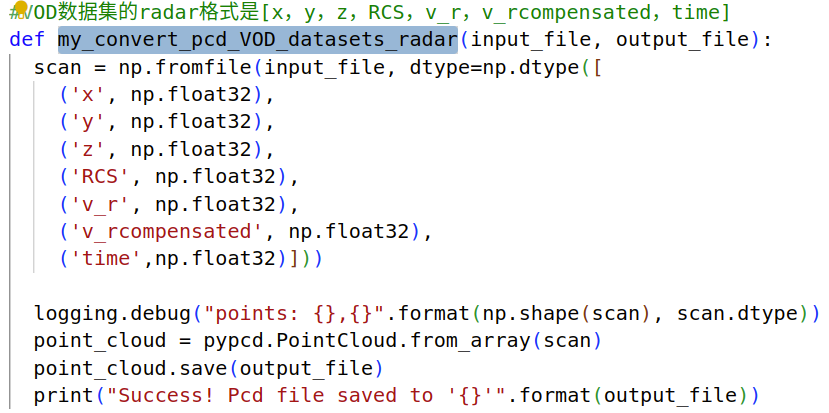 #VOD数据集的radar格式是[x，y，z，RCS，v_r，v_rcompensated，time]
def my_convert_pcd_VOD_datasets_radar(input_file, output_file):
  scan = np.fromfile(input_file, dtype=np.dtype([
    ('x', np.float32),
    ('y', np.float32),
    ('z', np.float32),
    ('RCS', np.float32),
    ('v_r', np.float32),
    ('v_rcompensated', np.float32),
    ('time',np.float32)]))
  logging.debug("points: {},{}".format(np.shape(scan), scan.dtype))
  point_cloud = pypcd.PointCloud.from_array(scan)
  point_cloud.save(output_file)
  print("Success! Pcd file saved to '{}'".format(output_file))